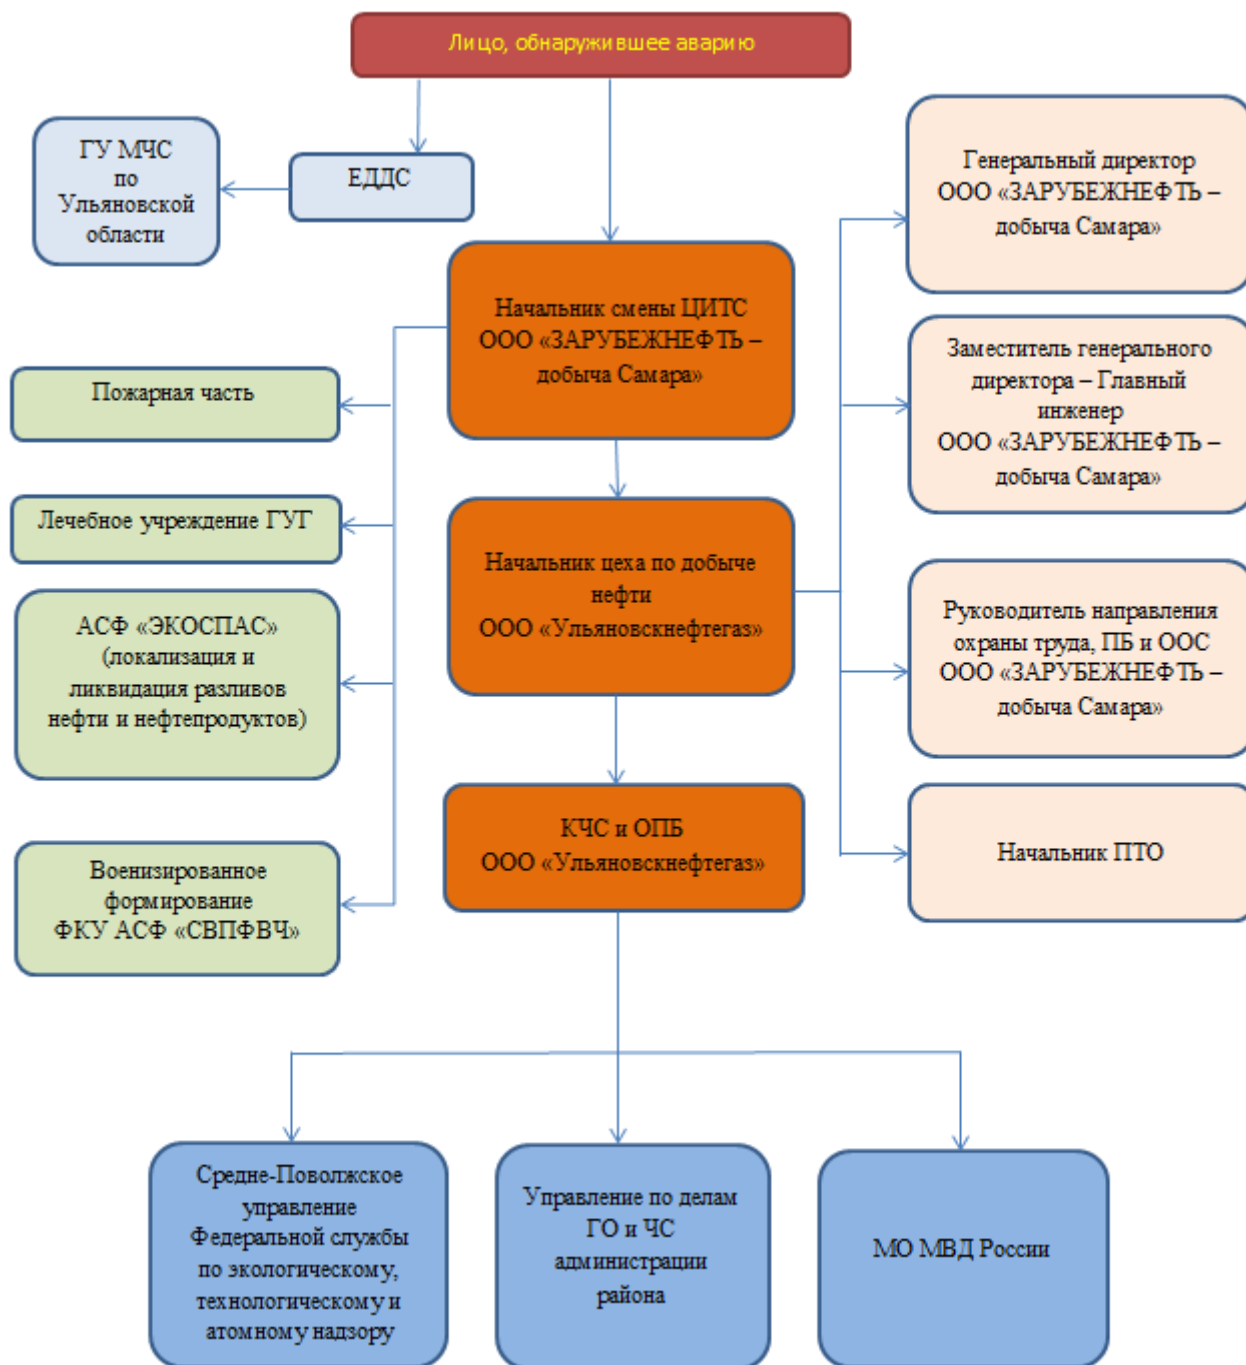 Лицо, обнаружившее аварию
ГУ МЧС
по
Ульяновской
области
ЕДДС
Генеральный директор
ООО «ЗАРУБЕЖНЕФТЬ –
добыча Самара»
Начальник смены ЦИТС
ООО «ЗАРУБЕЖНЕФТЬ –
добыча Самара»
Заместитель генерального
директора – Главный
инженер
ООО «ЗАРУБЕЖНЕФТЬ –
добыча Самара»
Пожарная часть
Лечебное учреждение ГУГ
Начальник цеха по добыче
нефти
ООО «Ульяновскнефтегаз»
АСФ «ЭКОСПАС»
(локализация и
ликвидация разливов
нефти и нефтепродуктов)
Руководитель направления
охраны труда, ПБ и ООС
ООО «ЗАРУБЕЖНЕФТЬ –
добыча Самара»
КЧС и ОПБ
ООО «Ульяновскнефтегаз»
Начальник ПТО
Военизированное
формирование
ФКУ АСФ «СВПФВЧ»
Средне-Поволжское
управление
Федеральной службы
по экологическому,
технологическому и
атомному надзору
Управление по делам
ГО и ЧС
администрации
района
МО МВД России